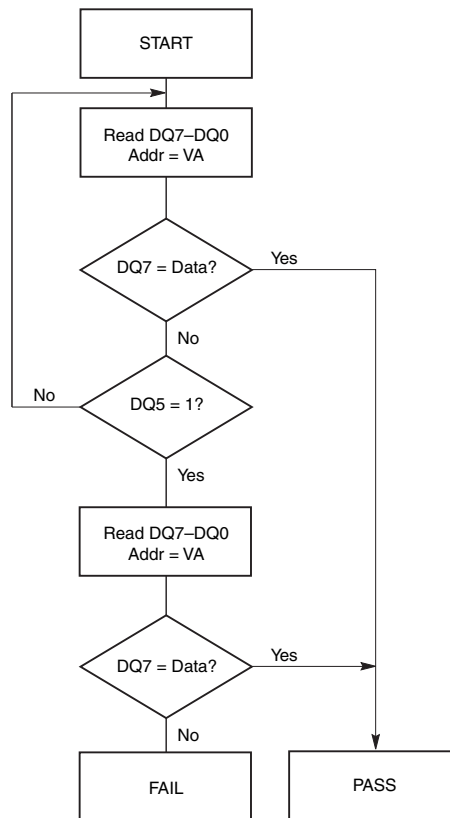 START
Read DQ7–DQ0
Addr = VA
DQ7 = Data?
Yes
No
No
DQ5 = 1?
Yes
Read DQ7–DQ0
Addr = VA
DQ7 = Data?
Yes
No
FAIL
PASS